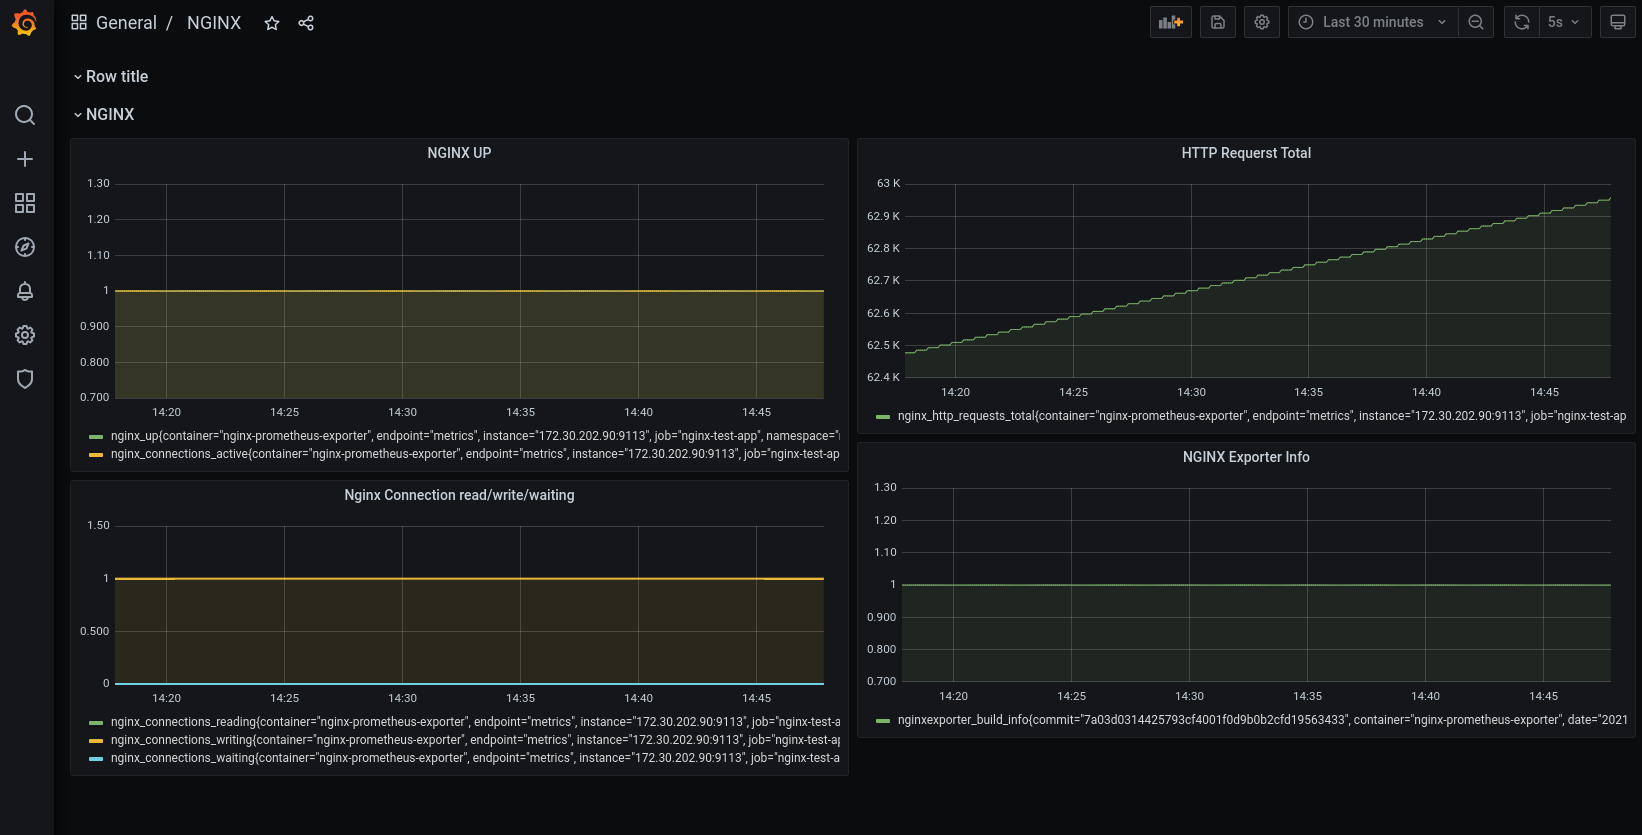 General / NGINX
Last 30 minutes
5s
Row title
NGINX
NGINX UP
1.30
1.20
1.10
1
0.900
0.800
0.700
14:20 14:25 14:30 14:35 14:40 14:45
nginx_up{container="nginx-prometheus-exporter", endpoint="metrics", instance="172.30.202.90:9113", job="nginx-test-app", namespace="
nginx_connections_active{container="nginx-prometheus-exporter", endpoint="metrics", instance="172.30.202.90:9113", job="nginx-test-ap
HTTP Requerst Total
63 K
62.9 K
62.8 K
62.7 K
62.6 K
62.5 K
62.4 K
14:20 14:25 14:30 14:35 14:40 14:45
nginx_http_requests_total{container="nginx-prometheus-exporter", endpoint="metrics", instance="172.30.202.90:9113", job="nginx-test-ap
Nginx Connection read/write/waiting
1.50
1
0.500
0
14:20 14:25 14:30 14:35 14:40 14:45
nginx_connections_reading{container="nginx-prometheus-exporter", endpoint="metrics", instance="172.30.202.90:9113", job="nginx-test-a
nginx_connections_writing{container="nginx-prometheus-exporter", endpoint="metrics", instance="172.30.202.90:9113", job="nginx-test-ap
nginx_connections_waiting{container="nginx-prometheus-exporter", endpoint="metrics", instance="172.30.202.90:9113", job="nginx-test-a
NGINX Exporter Info
1.30
1.20
1.10
1
0.900
0.800
0.700
14:20 14:25 14:30 14:35 14:40 14:45
nginxexporter_build_info{commit="7a03d0314425793cf4001f0d9b0b2cfd19563433", container="nginx-prometheus-exporter", date="2021